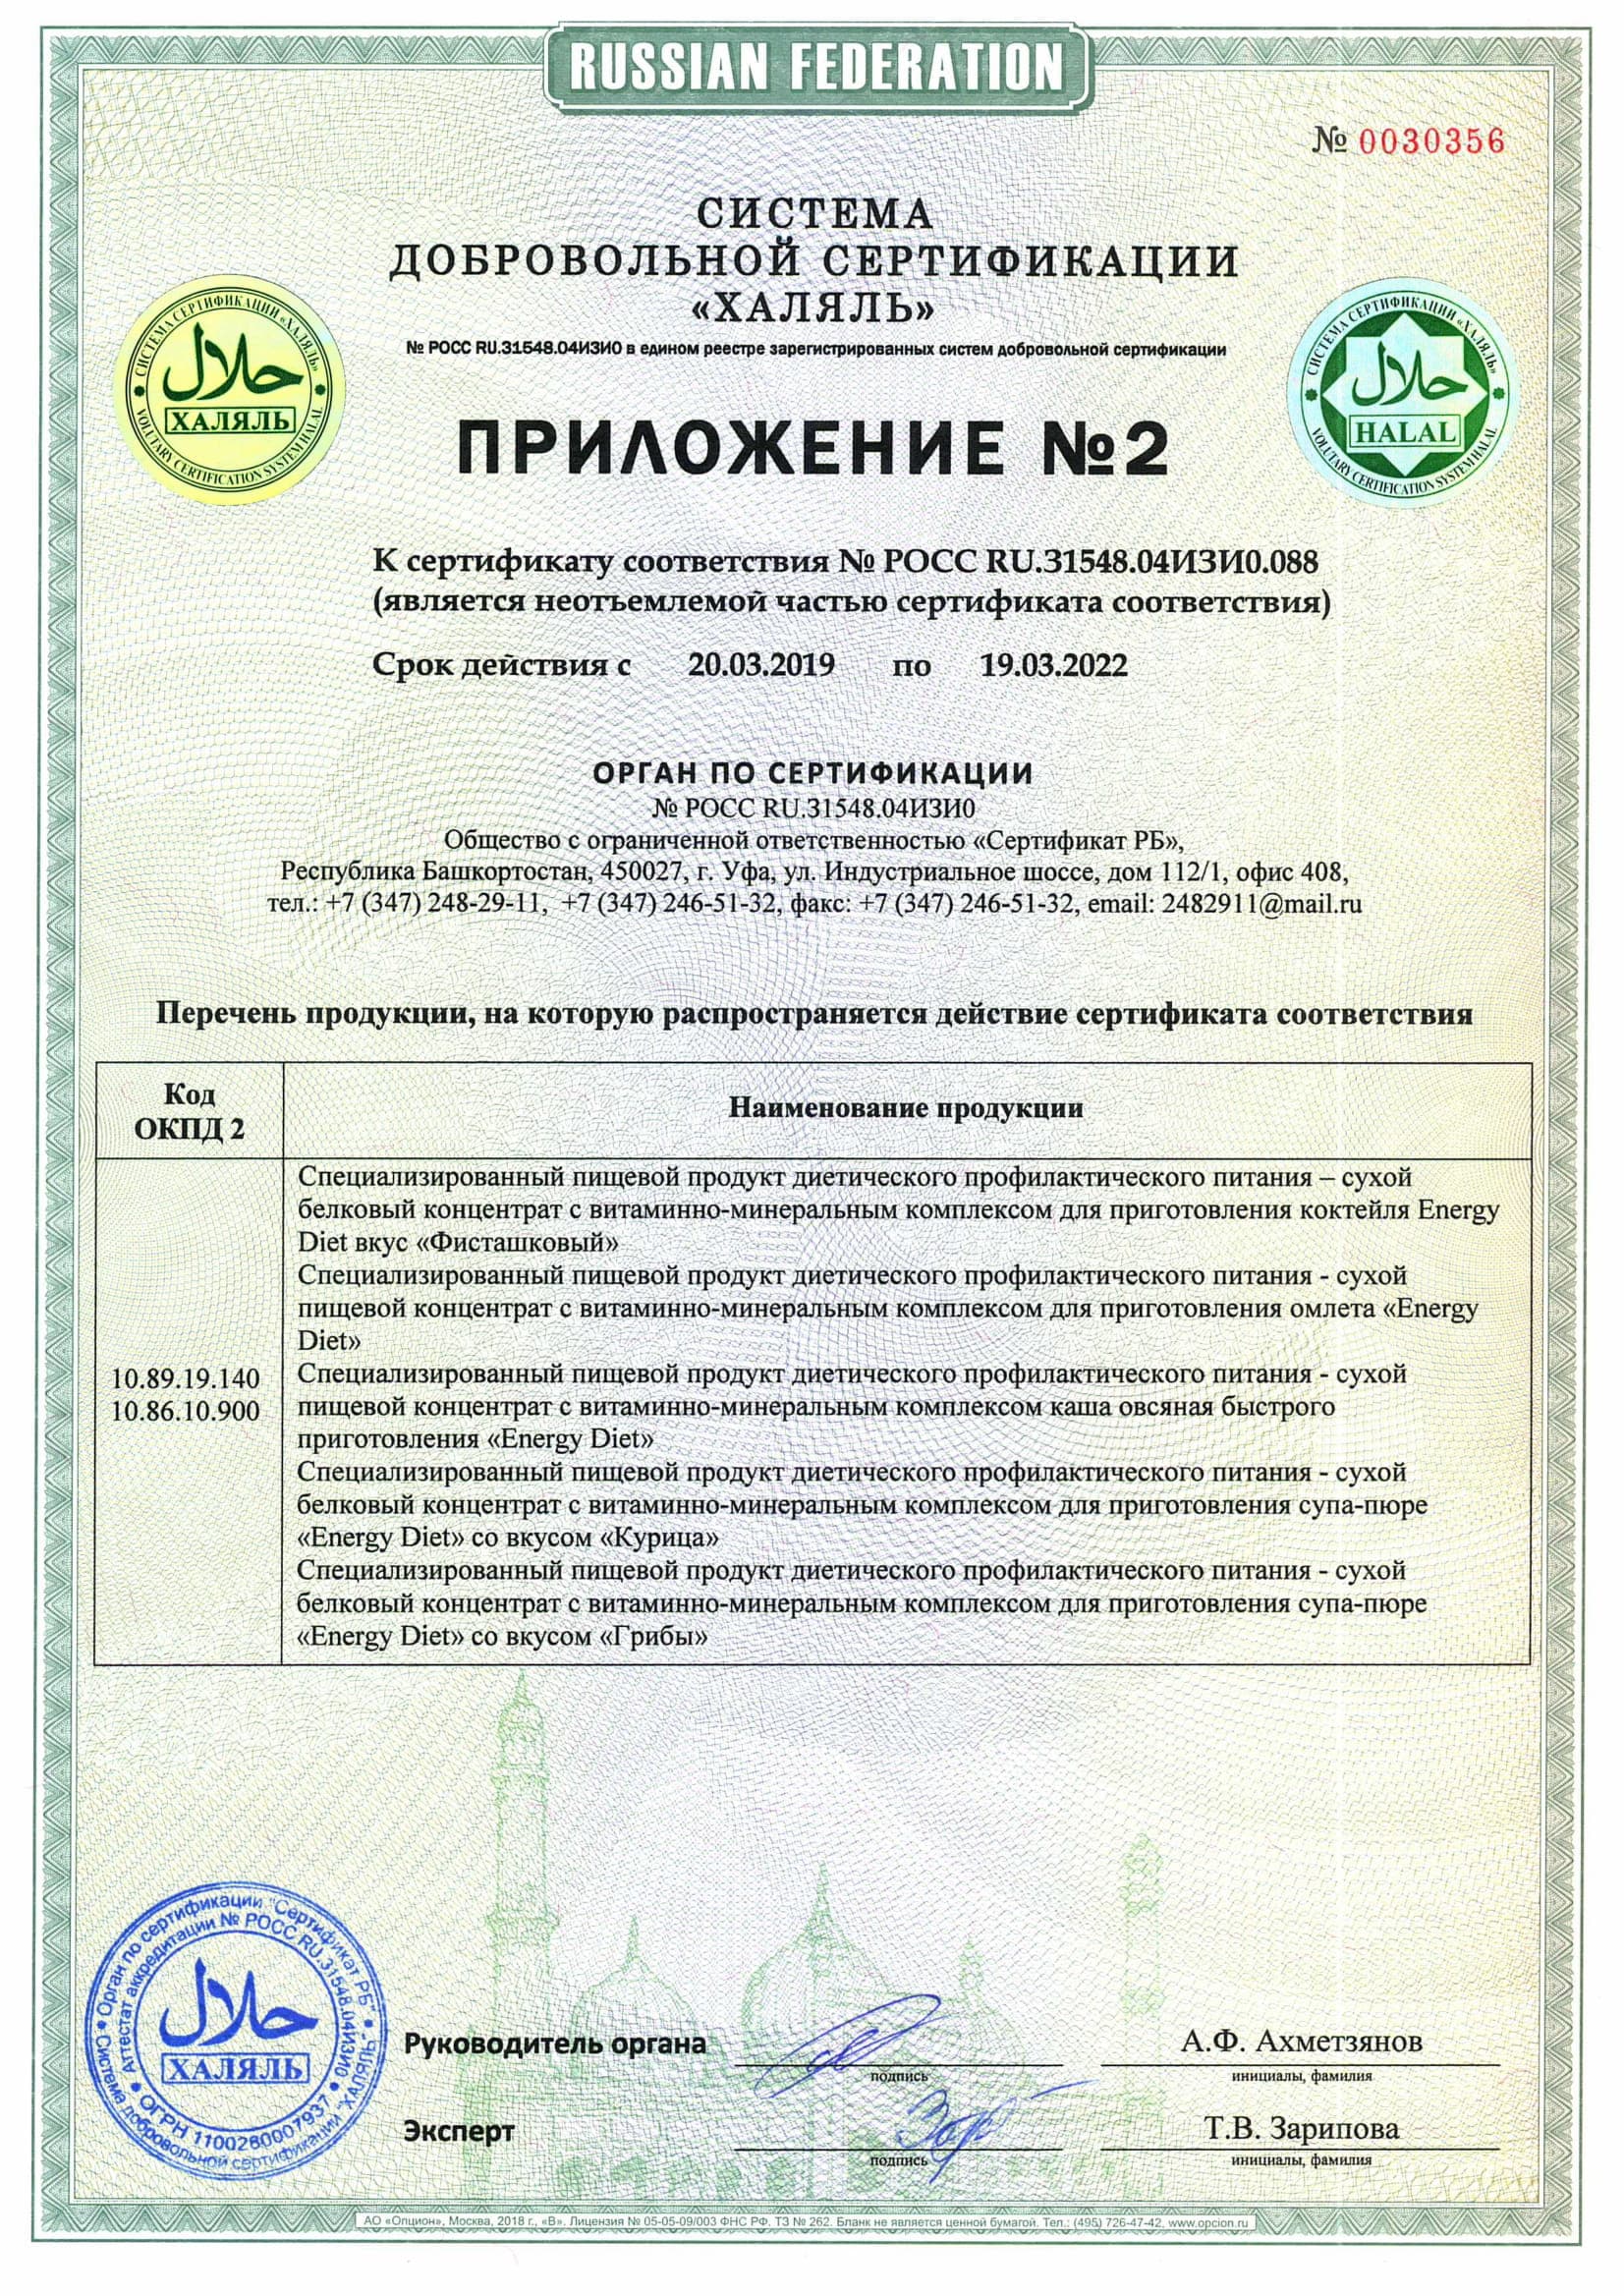 RUSSIAN FEDERATION
№ 0030356
СИСТЕМА
ДОБРОВОЛЬНОЙ СЕРТИФИКАЦИИ
«ХАЛЯЛЬ»
№ РОСС RU.31548.04ИЗИО в едином реестре зарегистрированных систем добровольной сертификации
СИСТЕМА СЕРТИФИКАЦИИ «ХАЛЯЛЬ»
حلال
ХАЛЯЛЬ
VOLUTARY CERTIFICATION SYSTEM HALAL
СИСТЕМА СЕРТИФИКАЦИИ «ХАЛЯЛЬ»
حلال
HALAL
VOLUTARY CERTIFICATION SYSTEM HALAL
ПРИЛОЖЕНИЕ №2
К сертификату соответствия № РОСС RU.31548.04ИЗИ0.088
(является неотъемлемой частью сертификата соответствия)
Срок действия с 20.03.2019 по 19.03.2022
ОРГАН ПО СЕРТИФИКАЦИИ
№ РОСС RU.31548.04ИЗИ0
Общество с ограниченной ответственностью «Сертификат РБ»,
Республика Башкортостан, 450027, г. Уфа, ул. Индустриальное шоссе, дом 112/1, офис 408,
тел.: +7 (347) 248-29-11, +7 (347) 246-51-32, факс: +7 (347) 246-51-32, email: 2482911@mail.ru
Перечень продукции, на которую распространяется действие сертификата соответствия
Код
ОКПД 2
Наименование продукции
10.89.19.140
10.86.10.900
Специализированный пищевой продукт диетического профилактического питания – сухой
белковый концентрат с витаминно-минеральным комплексом для приготовления коктейля Energy
Diet вкус «Фисташковый»
Специализированный пищевой продукт диетического профилактического питания - сухой
пищевой концентрат с витаминно-минеральным комплексом для приготовления омлета «Energy
Diet»
Специализированный пищевой продукт диетического профилактического питания - сухой
пищевой концентрат с витаминно-минеральным комплексом каша овсяная быстрого
приготовления «Energy Diet»
Специализированный пищевой продукт диетического профилактического питания - сухой
белковый концентрат с витаминно-минеральным комплексом для приготовления супа-пюре
«Energy Diet» со вкусом «Курица»
Специализированный пищевой продукт диетического профилактического питания - сухой
белковый концентрат с витаминно-минеральным комплексом для приготовления супа-пюре
«Energy Diet» со вкусом «Грибы»
Орган по сертификации "Сертификат РБ"
Система добровольной сертификации "ХАЛЯЛЬ"
Аттестат аккредитации № РОСС RU.31548.04ИЗИО
ОГРН 1100280007937
حلال
ХАЛЯЛЬ
Руководитель органа
подпись
А.Ф. Ахметзянов
инициалы, фамилия
Эксперт
подпись
Т.В. Зарипова
инициалы, фамилия
АО «Опцион», Москва, 2018 г., «В». Лицензия № 05-05-09/003 ФНС РФ. ТЗ № 262. Бланк не является ценной бумагой. Тел.: (495) 726-47-42, www.opcion.ru